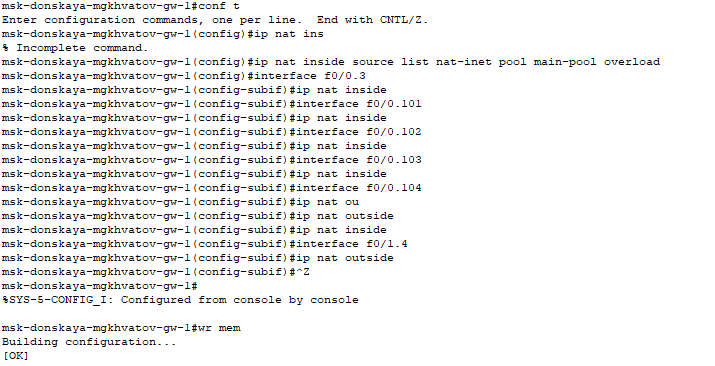 msk-donskaya-mgkhvatov-gw-1#conf t
Enter configuration commands, one per line.  End with CNTL/Z.
msk-donskaya-mgkhvatov-gw-1(config)#ip nat ins
% Incomplete command.
msk-donskaya-mgkhvatov-gw-1(config)#ip nat inside source list nat-inet pool main-pool overload
msk-donskaya-mgkhvatov-gw-1(config)#interface f0/0.3
msk-donskaya-mgkhvatov-gw-1(config-subif)#ip nat inside
msk-donskaya-mgkhvatov-gw-1(config-subif)#interface f0/0.101
msk-donskaya-mgkhvatov-gw-1(config-subif)#ip nat inside
msk-donskaya-mgkhvatov-gw-1(config-subif)#interface f0/0.102
msk-donskaya-mgkhvatov-gw-1(config-subif)#ip nat inside
msk-donskaya-mgkhvatov-gw-1(config-subif)#interface f0/0.103
msk-donskaya-mgkhvatov-gw-1(config-subif)#ip nat inside
msk-donskaya-mgkhvatov-gw-1(config-subif)#interface f0/0.104
msk-donskaya-mgkhvatov-gw-1(config-subif)#ip nat ou
msk-donskaya-mgkhvatov-gw-1(config-subif)#ip nat outside
msk-donskaya-mgkhvatov-gw-1(config-subif)#ip nat inside
msk-donskaya-mgkhvatov-gw-1(config-subif)#interface f0/1.4
msk-donskaya-mgkhvatov-gw-1(config-subif)#ip nat outside
msk-donskaya-mgkhvatov-gw-1(config-subif)#^Z
msk-donskaya-mgkhvatov-gw-1#
%SYS-5-CONFIG_I: Configured from console by console
msk-donskaya-mgkhvatov-gw-1#wr mem
Building configuration...
[OK]